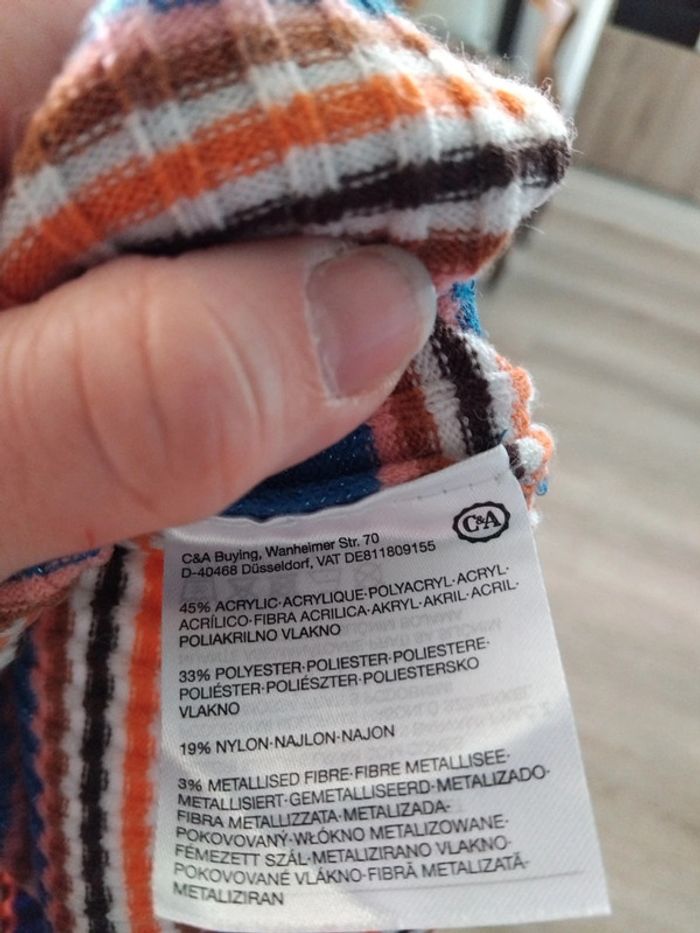 C&A
C&A Buying, Wanheimer Str. 70
D-40468 Düsseldorf, VAT DE811809155
45% ACRYLIC·ACRYLIQUE·POLYACRYL·ACRYL·
ACRÍLICO·FIBRA ACRILICA·AKRYL·AKRIL·ACRIL·
POLIAKRILNO VLAKNO
33% POLYESTER·POLIESTER·POLIESTERE·
POLIÉSTER·POLIÉSZTER·POLIESTERSKO
VLAKNO
19% NYLON·NAJLON·NAJON
3% METALLISED FIBRE·FIBRE METALLISEE·
METALLISIERT·GEMETALLISEERD·METALIZADO·
FIBRA METALLIZZATA·METALIZADA·
POKOVOVANÝ·WŁÓKNO METALIZOWANE·
FÉMEZETT SZÁL·METALIZIRANO VLAKNO·
POKOVOVANÉ VLÁKNO·FIBRĂ METALIZATĂ·
METALIZIRAN